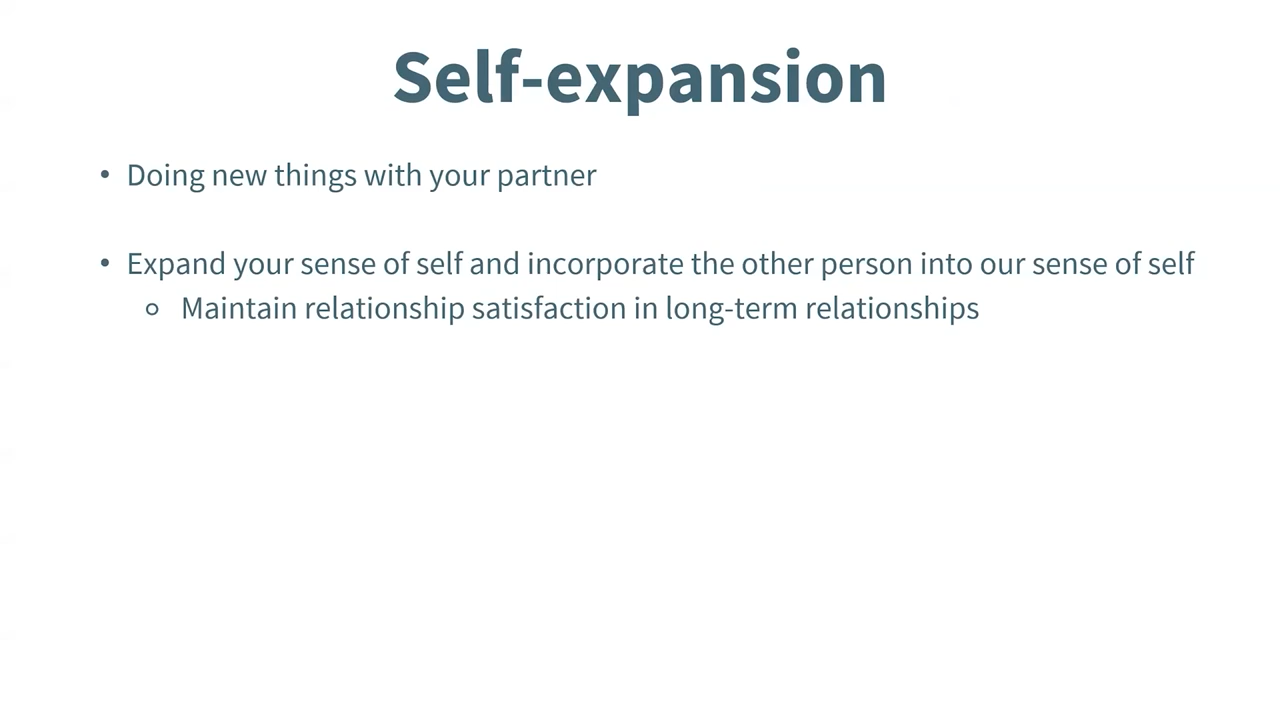 Self-expansion
• Doing new things with your partner
• Expand your sense of self and incorporate the other person into our sense of self
○ Maintain relationship satisfaction in long-term relationships